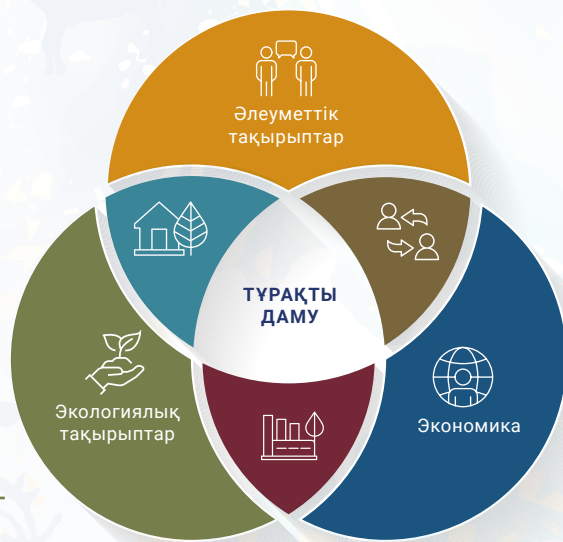 Әлеуметтік
тақырыптар
ТҰРАҚТЫ
ДАМУ
Экологиялық
тақырыптар
Экономика